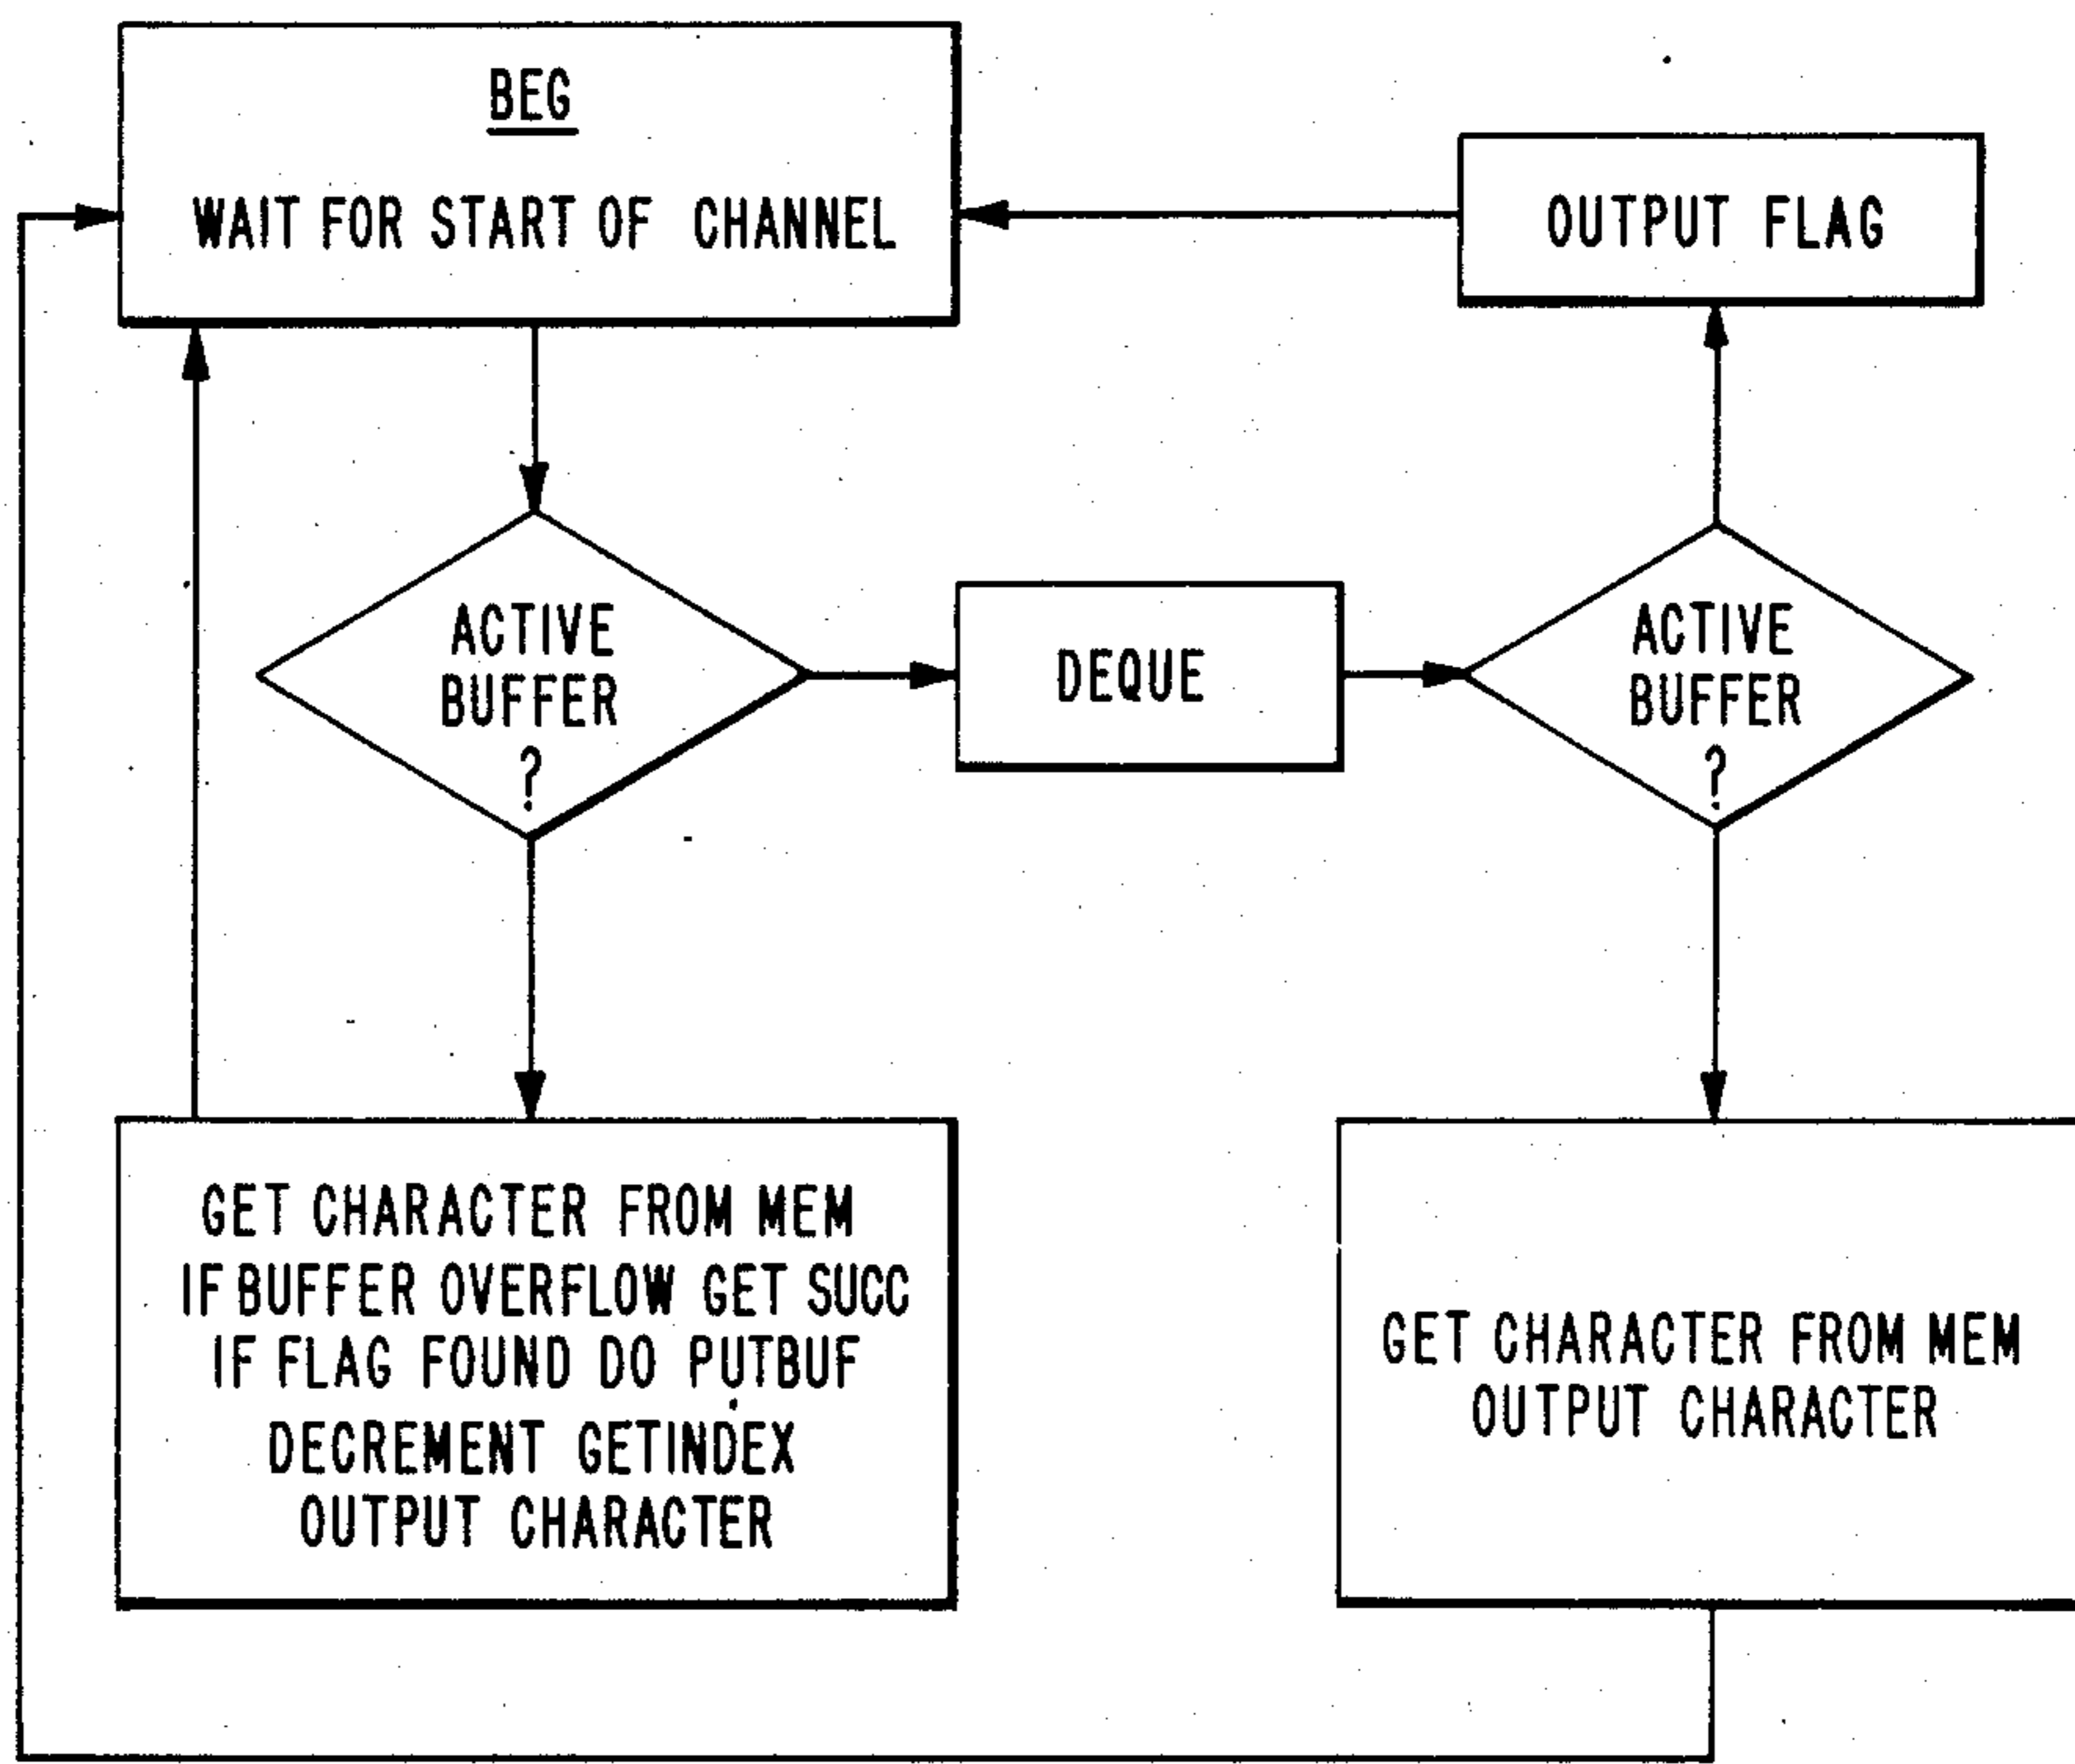 BEG
WAIT FOR START OF CHANNEL
OUTPUT FLAG
ACTIVE
BUFFER
?
DEQUE
ACTIVE
BUFFER
?
GET CHARACTER FROM MEM
IF BUFFER OVERFLOW GET SUCC
IF FLAG FOUND DO PUTBUF
DECREMENT GETINDEX
OUTPUT CHARACTER
GET CHARACTER FROM MEM
OUTPUT CHARACTER